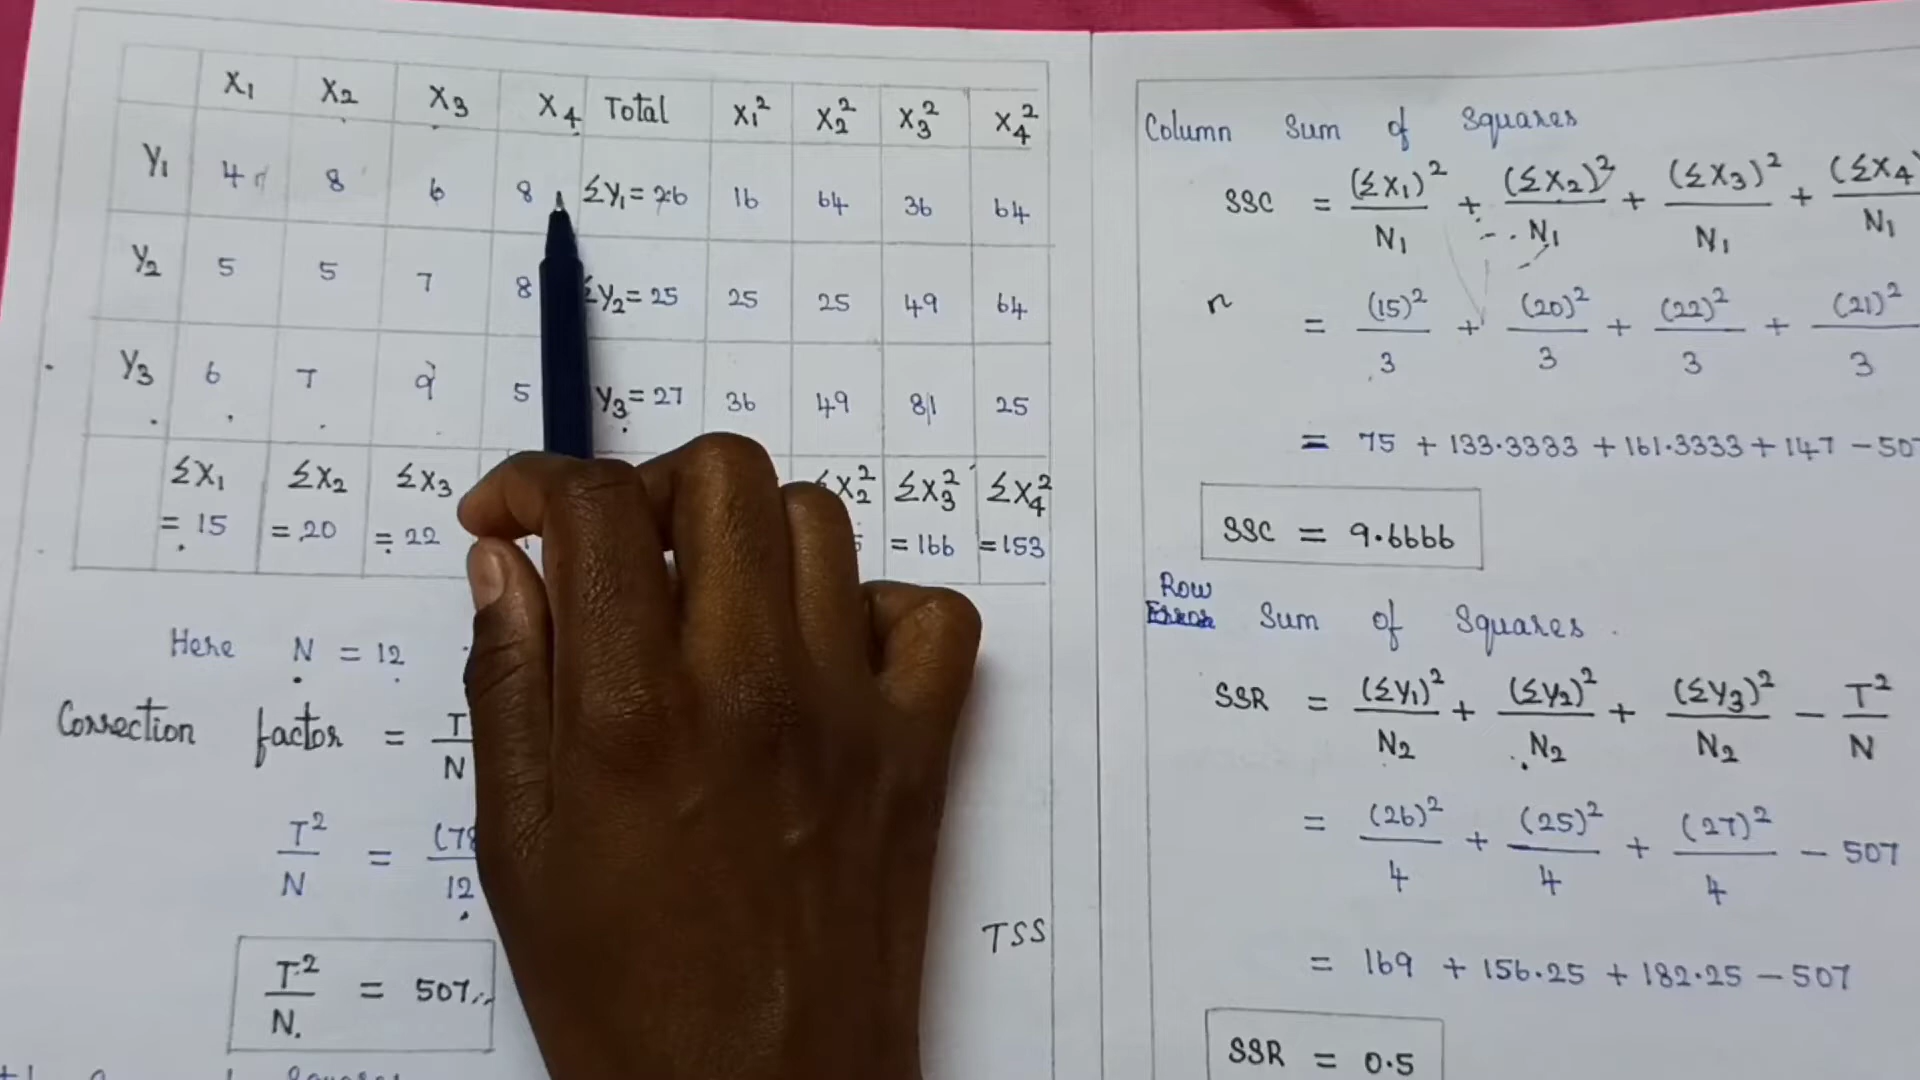 X1 X2 X3 X4 Total X1² X2² X3² X4²
Y1 4 8 6 8 ΣY1 = 26 16 64 36 64
Y2 5 5 7 8 ΣY2 = 25 25 25 49 64
Y3 6 7 9 5 Y3 = 27 36 49 81 25
ΣX1 ΣX2 ΣX3 ΣX2² ΣX3² ΣX4²
= 15 = 20 = 22 = 166 = 153
Here N = 12
Correction factor = T
N
T² / N = (78
12
T² / N. = 507
TSS
Column Sum of Squares
SSC = (ΣX1)² / N1 + (ΣX2)² / N1 + (ΣX3)² / N1 + (ΣX4) / N1
= (15)² / 3 + (20)² / 3 + (22)² / 3 + (21)² / 3
= 75 + 133.3333 + 161.3333 + 147 - 507
SSC = 9.6666
Row
Sum of Squares.
SSR = (ΣY1)² / N2 + (ΣY2)² / N2 + (ΣY3)² / N2 - T² / N
= (26)² / 4 + (25)² / 4 + (27)² / 4 - 507
= 169 + 156.25 + 182.25 - 507
SSR = 0.5